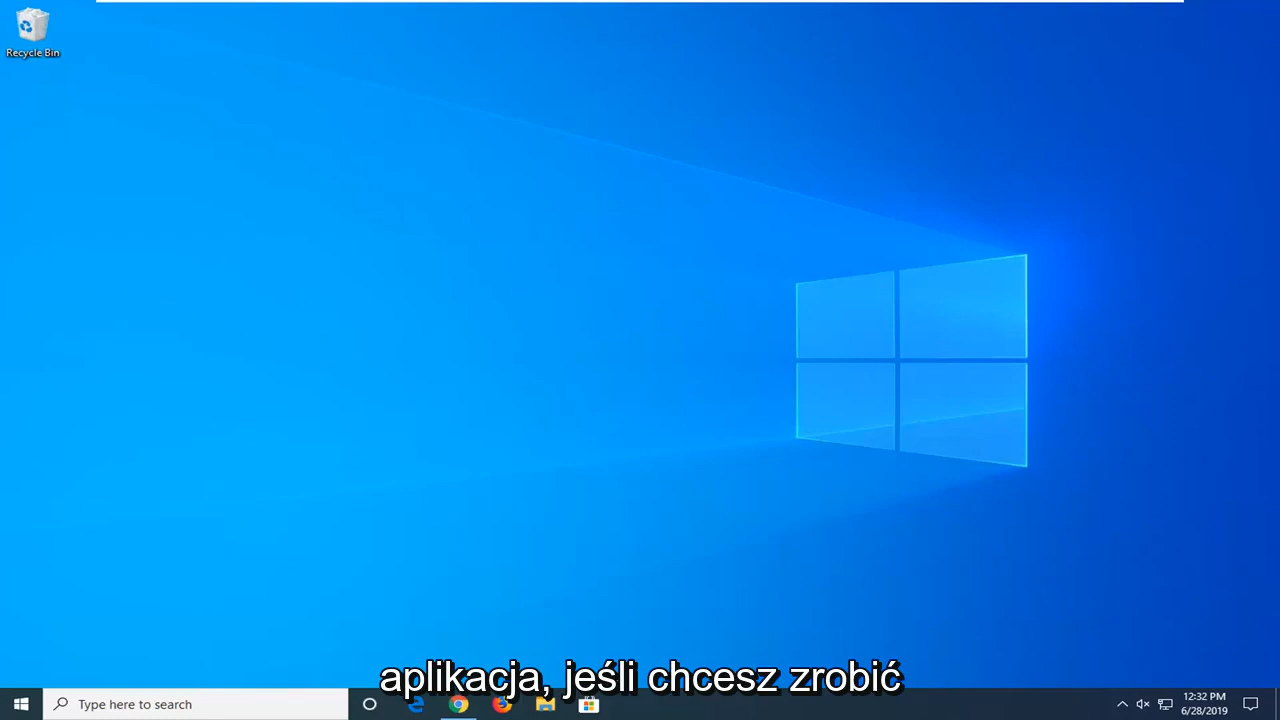 Recycle Bin
aplikacja, jeśli chcesz zrobić
Type here to search
12:32 PM
6/28/2019